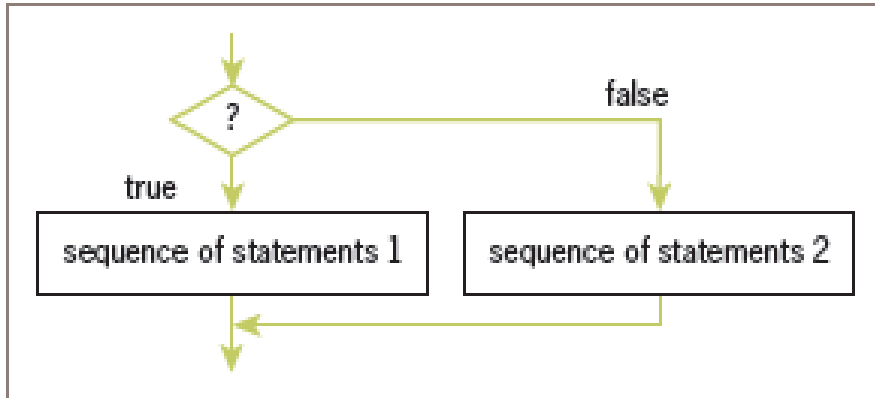 ?
false
true
sequence of statements 1
sequence of statements 2